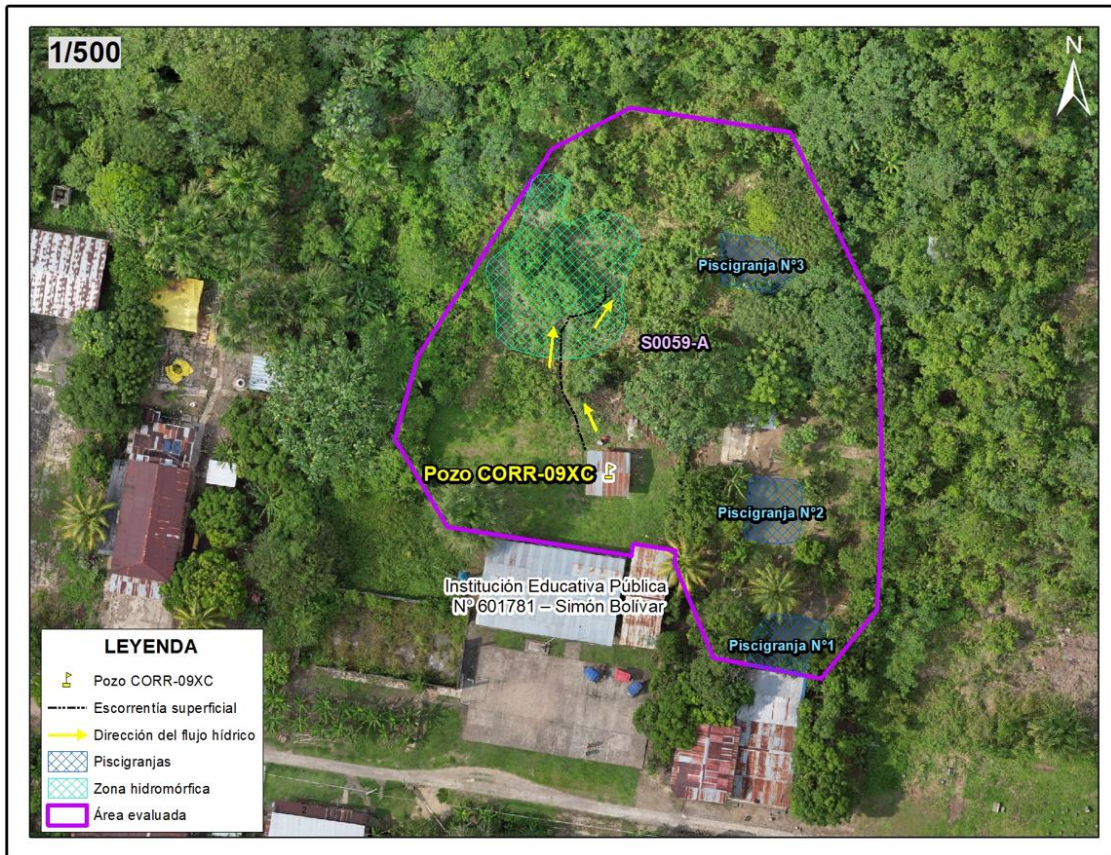 1/500
N
Piscigranja N°3
S0059-A
Pozo CORR-09XC
Piscigranja N°2
Institución Educativa Pública
N° 601781 – Simón Bolívar
Piscigranja N°1
LEYENDA
Pozo CORR-09XC
Escorrentía superficial
Dirección del flujo hídrico
Piscigranjas
Zona hidromórfica
Área evaluada